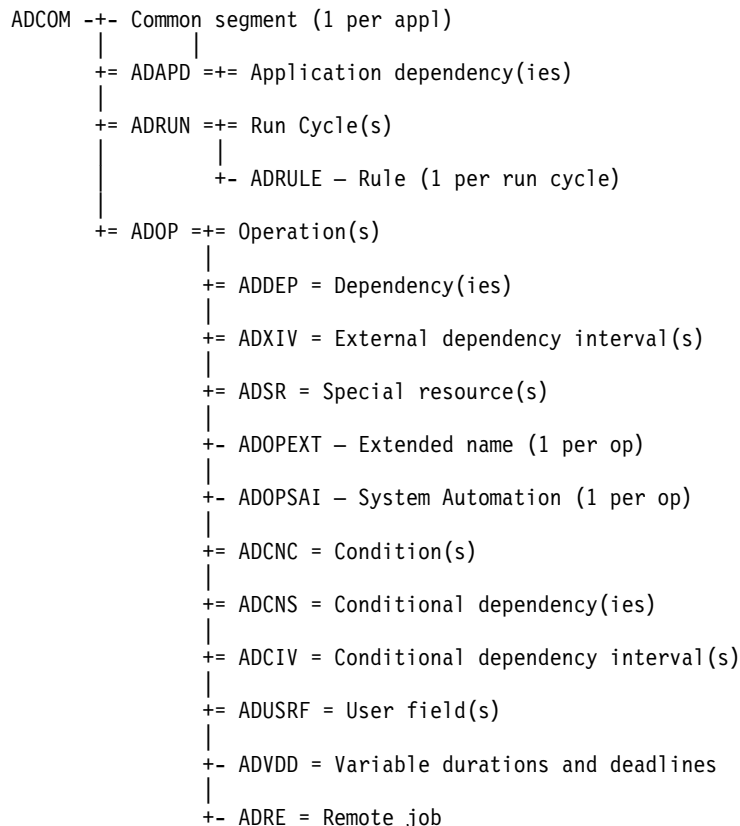 ADCOM -+- Common segment (1 per appl)
| |
+= ADAPD =+= Application dependency(ies)
|
+= ADRUN =+= Run Cycle(s)
| |
| +- ADRULE – Rule (1 per run cycle)
|
+= ADOP =+= Operation(s)
|
+= ADDEP = Dependency(ies)
|
+= ADXIV = External dependency interval(s)
|
+= ADSR = Special resource(s)
|
+- ADOPEXT – Extended name (1 per op)
|
+- ADOPSAI – System Automation (1 per op)
|
+= ADCNC = Condition(s)
|
+= ADCNS = Conditional dependency(ies)
|
+= ADCIV = Conditional dependency interval(s)
|
+= ADUSRF = User field(s)
|
+- ADVDD = Variable durations and deadlines
|
+- ADRE = Remote job